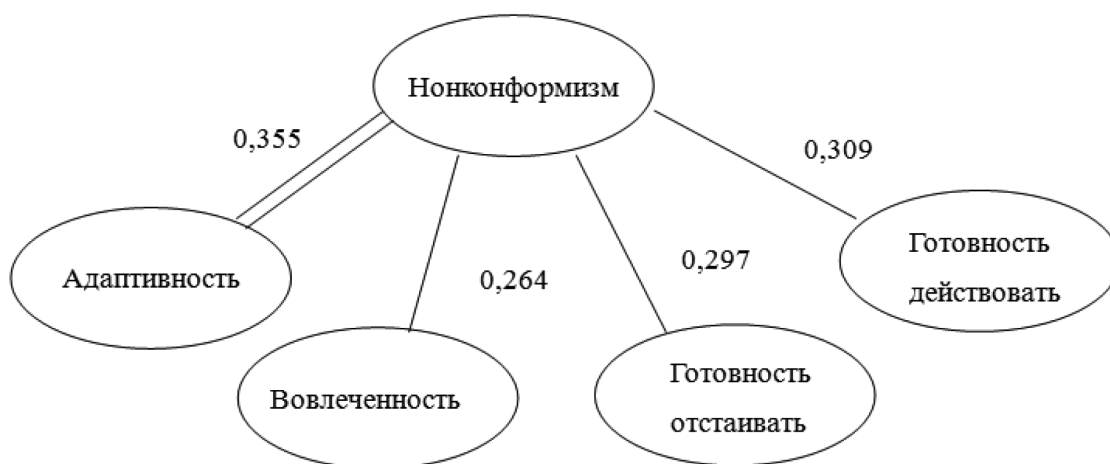 Нонконформизм
0,355
0,309
Адаптивность
0,264
0,297
Готовность
действовать
Вовлеченность
Готовность
отстаивать